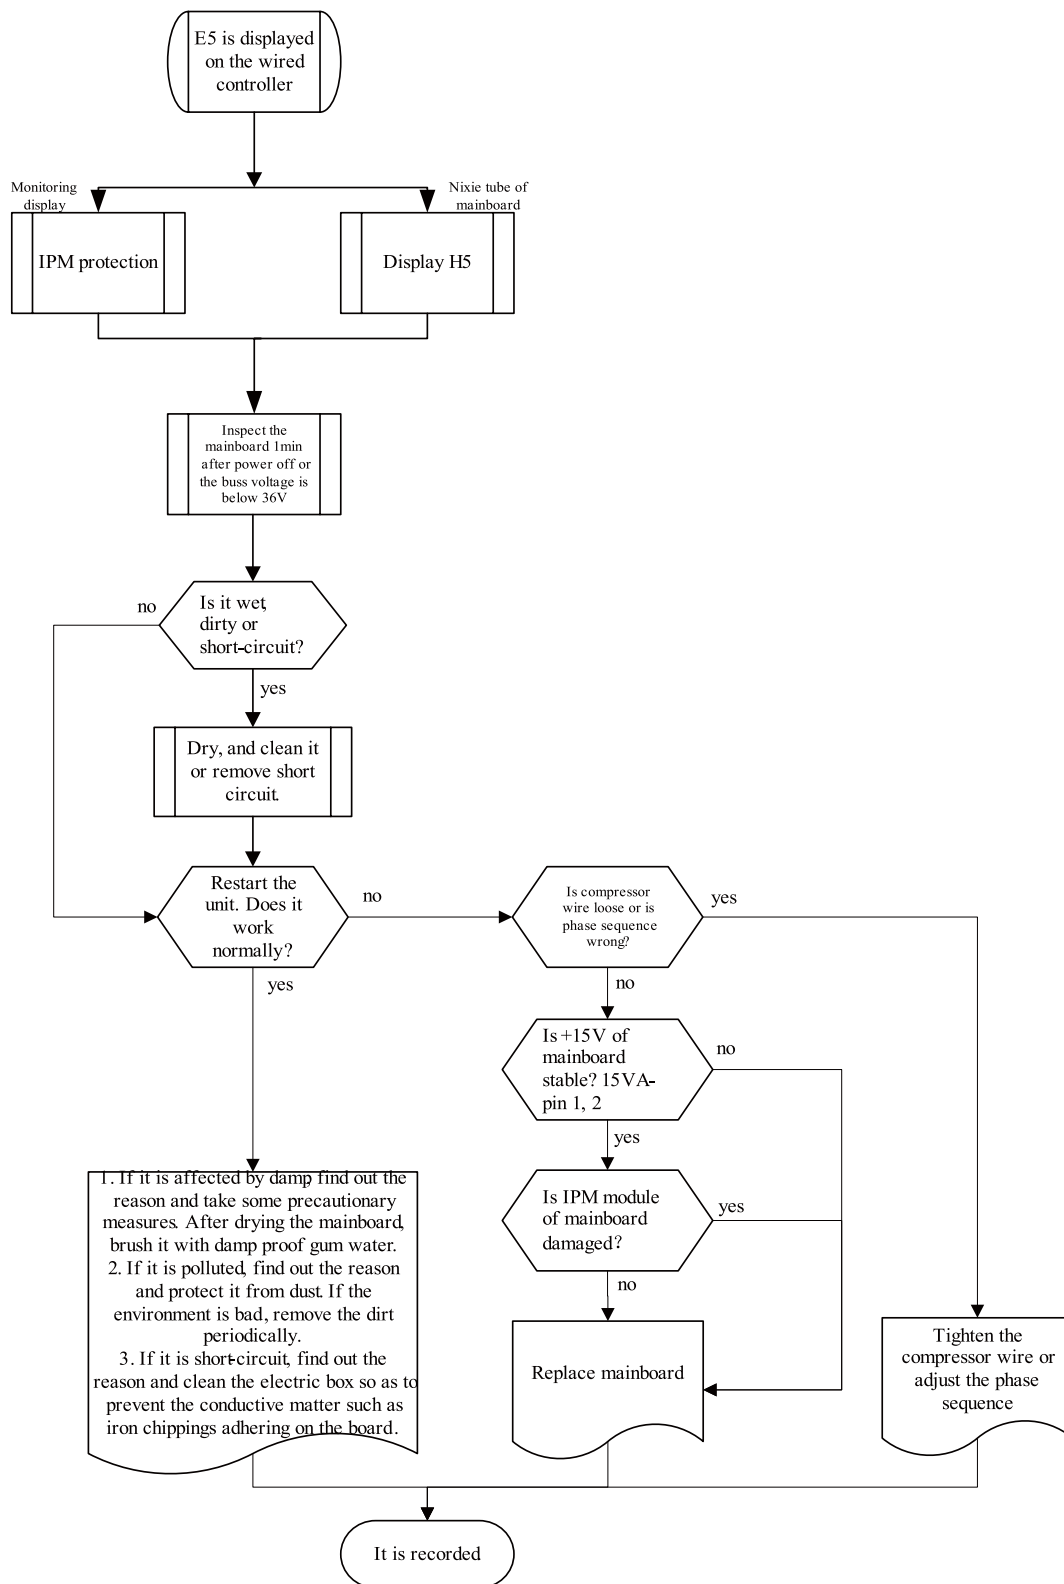 E5 is displayed
on the wired
controller
Monitoring
display
Nixie tube of
mainboard
IPM protection
Display H5
Inspect the
mainboard 1min
after power off or
the buss voltage is
below 36V
Is it wet,
dirty or
short-circuit?
no
yes
Dry, and clean it
or remove short
circuit.
Restart the
unit. Does it
work
normally?
no
yes
Is compressor
wire loose or is
phase sequence
wrong?
yes
no
Is +15V of
mainboard
stable? 15VA-
pin 1, 2
no
yes
Is IPM module
of mainboard
damaged?
yes
no
1. If it is affected by damp, find out the
reason and take some precautionary
measures. After drying the mainboard,
brush it with damp proof gum water.
2. If it is polluted, find out the reason
and protect it from dust. If the
environment is bad, remove the dirt
periodically.
3. If it is short-circuit, find out the
reason and clean the electric box so as to
prevent the conductive matter such as
iron chippings adhering on the board.
Replace mainboard
Tighten the
compressor wire or
adjust the phase
sequence
It is recorded